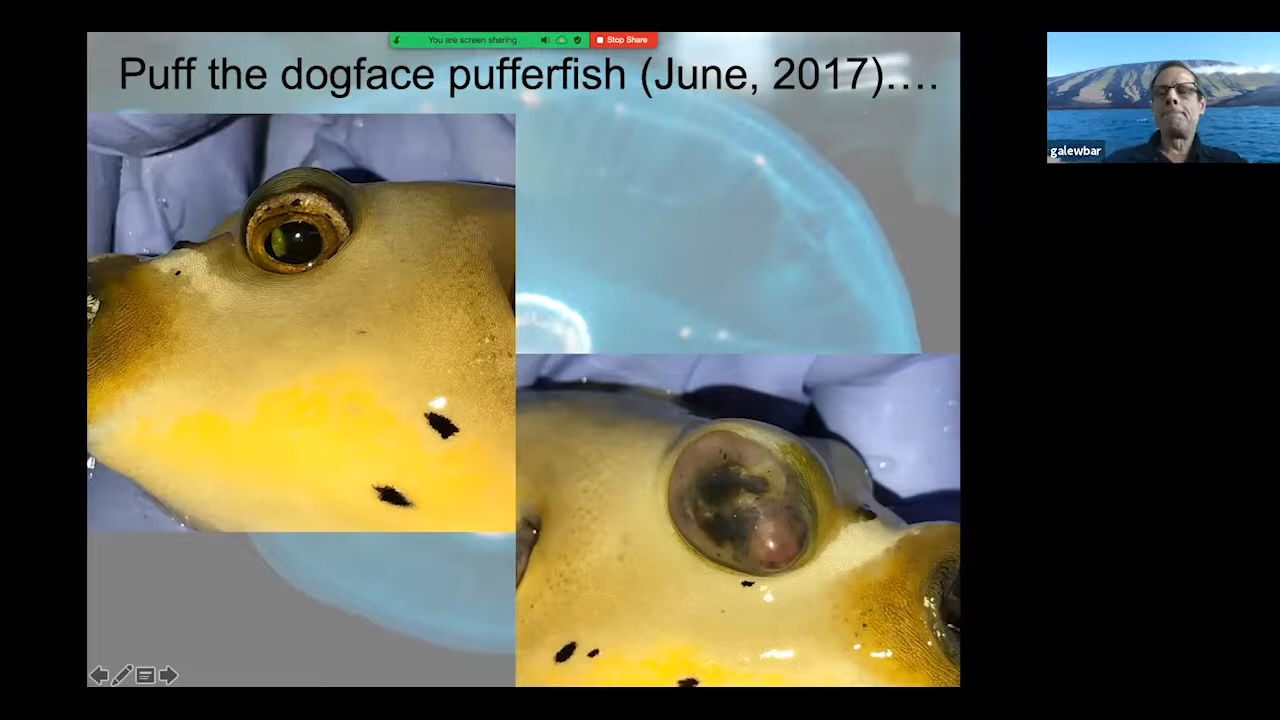 You are screen sharing
Stop Share
Puff the dogface pufferfish (June, 2017)....
galewbar